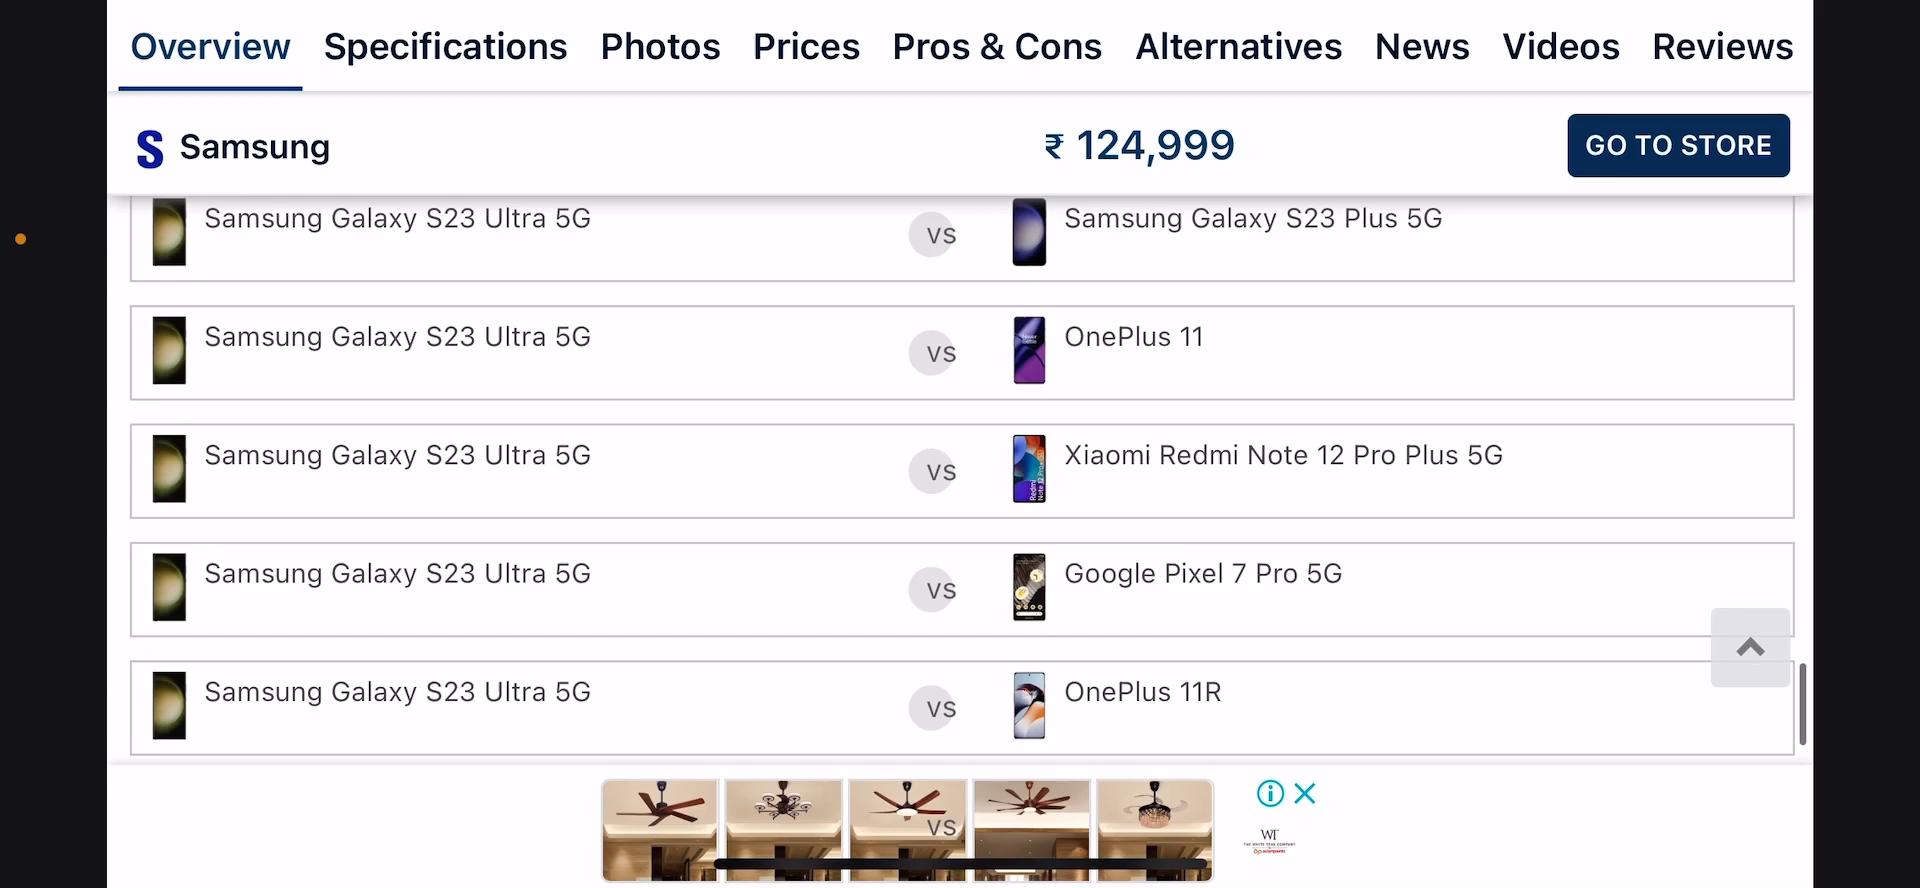 Overview Specifications Photos Prices Pros & Cons Alternatives News Videos Reviews
S Samsung ₹ 124,999 GO TO STORE
Samsung Galaxy S23 Ultra 5G VS Samsung Galaxy S23 Plus 5G
Samsung Galaxy S23 Ultra 5G VS OnePlus 11
Samsung Galaxy S23 Ultra 5G VS Xiaomi Redmi Note 12 Pro Plus 5G
Samsung Galaxy S23 Ultra 5G VS Google Pixel 7 Pro 5G
Samsung Galaxy S23 Ultra 5G VS OnePlus 11R
VS